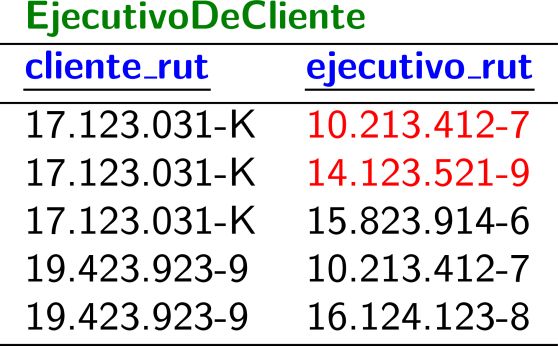 EjecutivoDeCliente
cliente_rut ejecutivo_rut
17.123.031-K 10.213.412-7
17.123.031-K 14.123.521-9
17.123.031-K 15.823.914-6
19.423.923-9 10.213.412-7
19.423.923-9 16.124.123-8